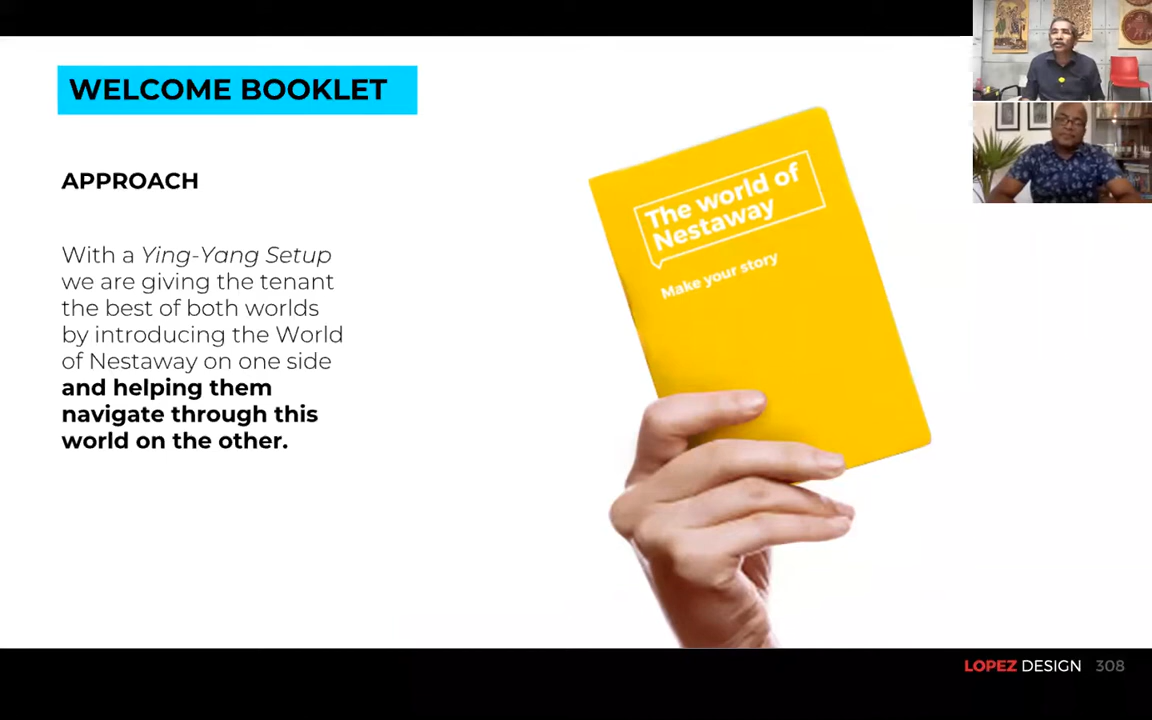 WELCOME BOOKLET
APPROACH
With a Ying-Yang Setup
we are giving the tenant
the best of both worlds
by introducing the World
of Nestaway on one side
and helping them
navigate through this
world on the other.
The world of
Nestaway
Make your story
LOPEZ DESIGN 308